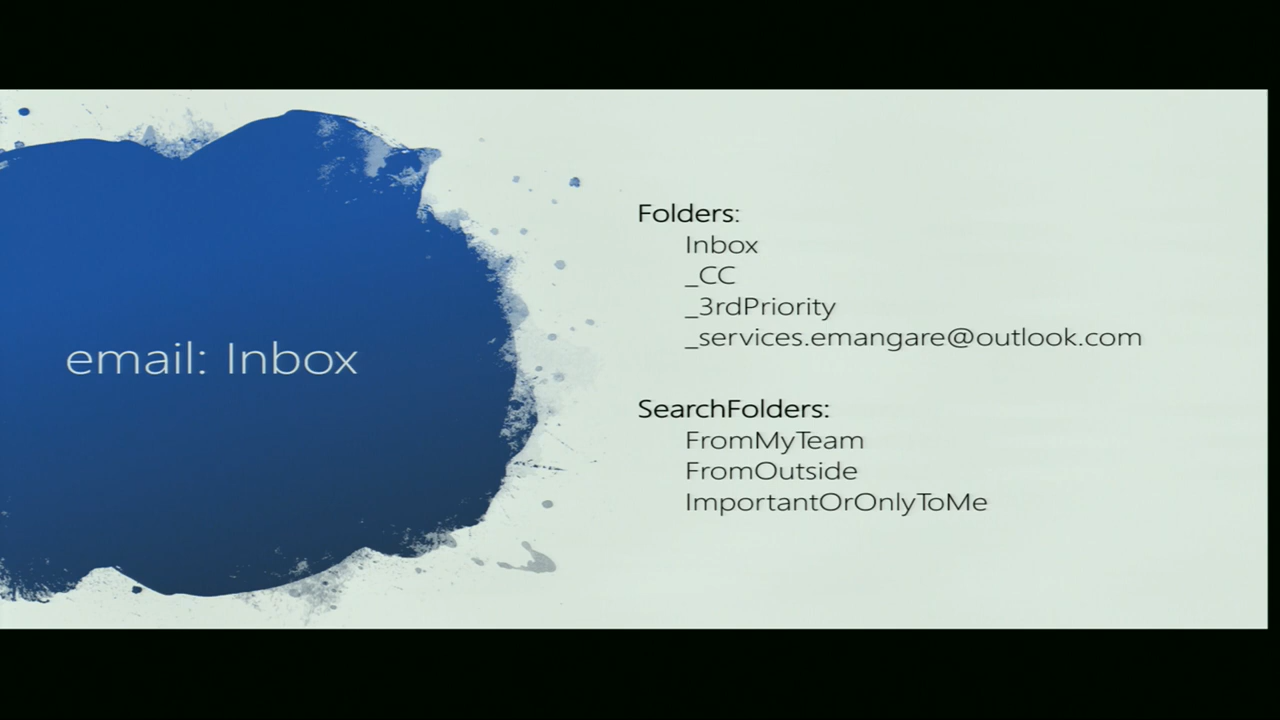 email: Inbox
Folders:
Inbox
_CC
_3rdPriority
_services.emangare@outlook.com
SearchFolders:
FromMyTeam
FromOutside
ImportantOrOnlyToMe